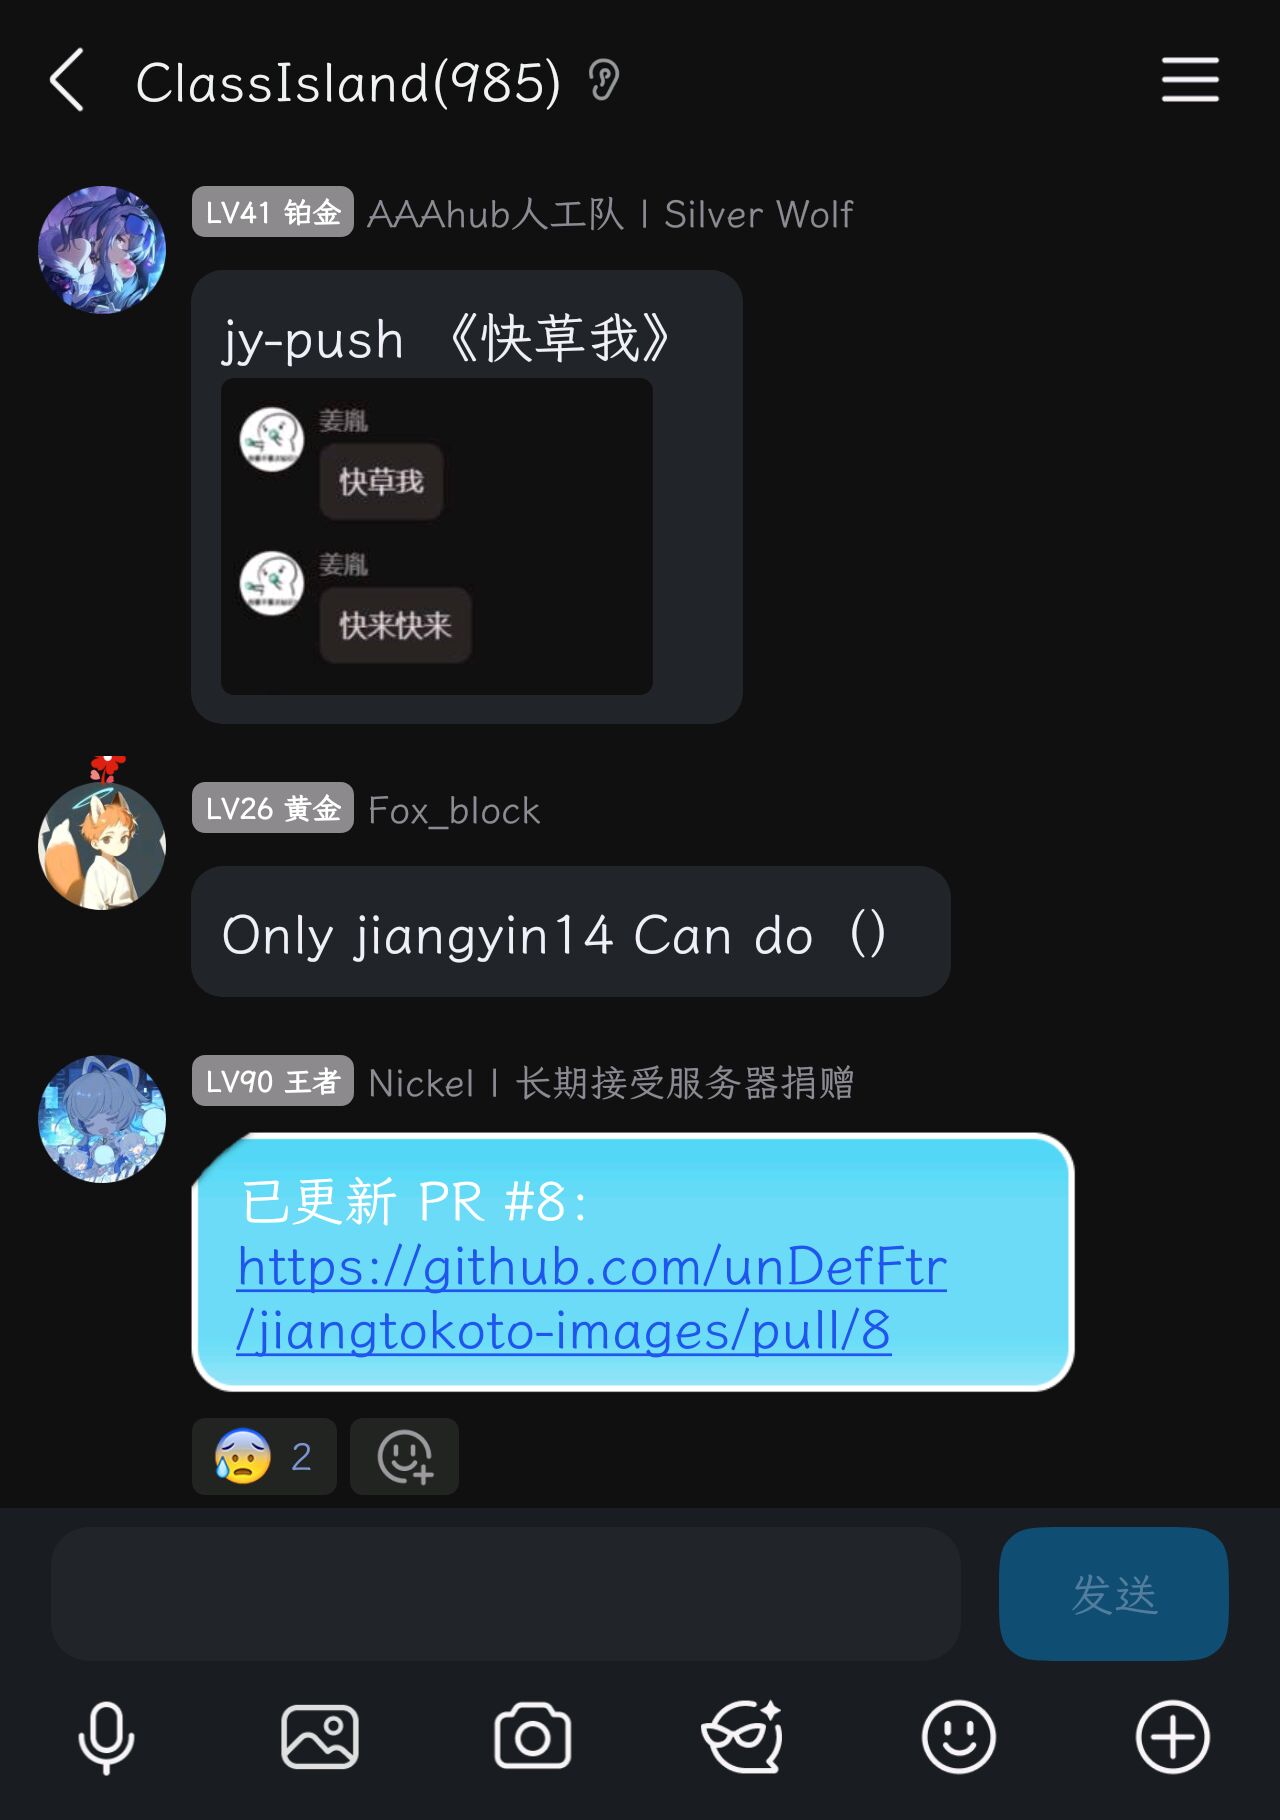 ClassIsland(985)
LV41 铂金 AAAhub人工队 | Silver Wolf
jy-push 《快草我》
姜胤
快草我
姜胤
快来快来
LV26 黄金 Fox_block
Only jiangyin14 Can do（）
LV90 王者 Nickel | 长期接受服务器捐赠
已更新 PR #8：
https://github.com/unDefFtr
/jiangtokoto-images/pull/8
2
发送